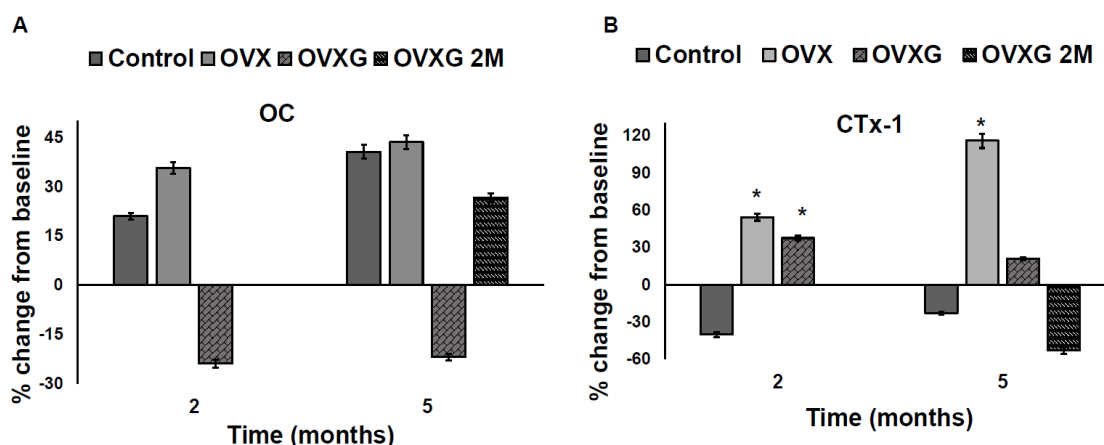 A
Control OVX OVXG OVXG 2M
OC
% change from baseline
45
30
15
0
-15
-30
2 5
Time (months)
B
Control OVX OVXG OVXG 2M
CTx-1
% change from baseline
120
90
60
30
0
-30
-60
* * *
2 5
Time (months)